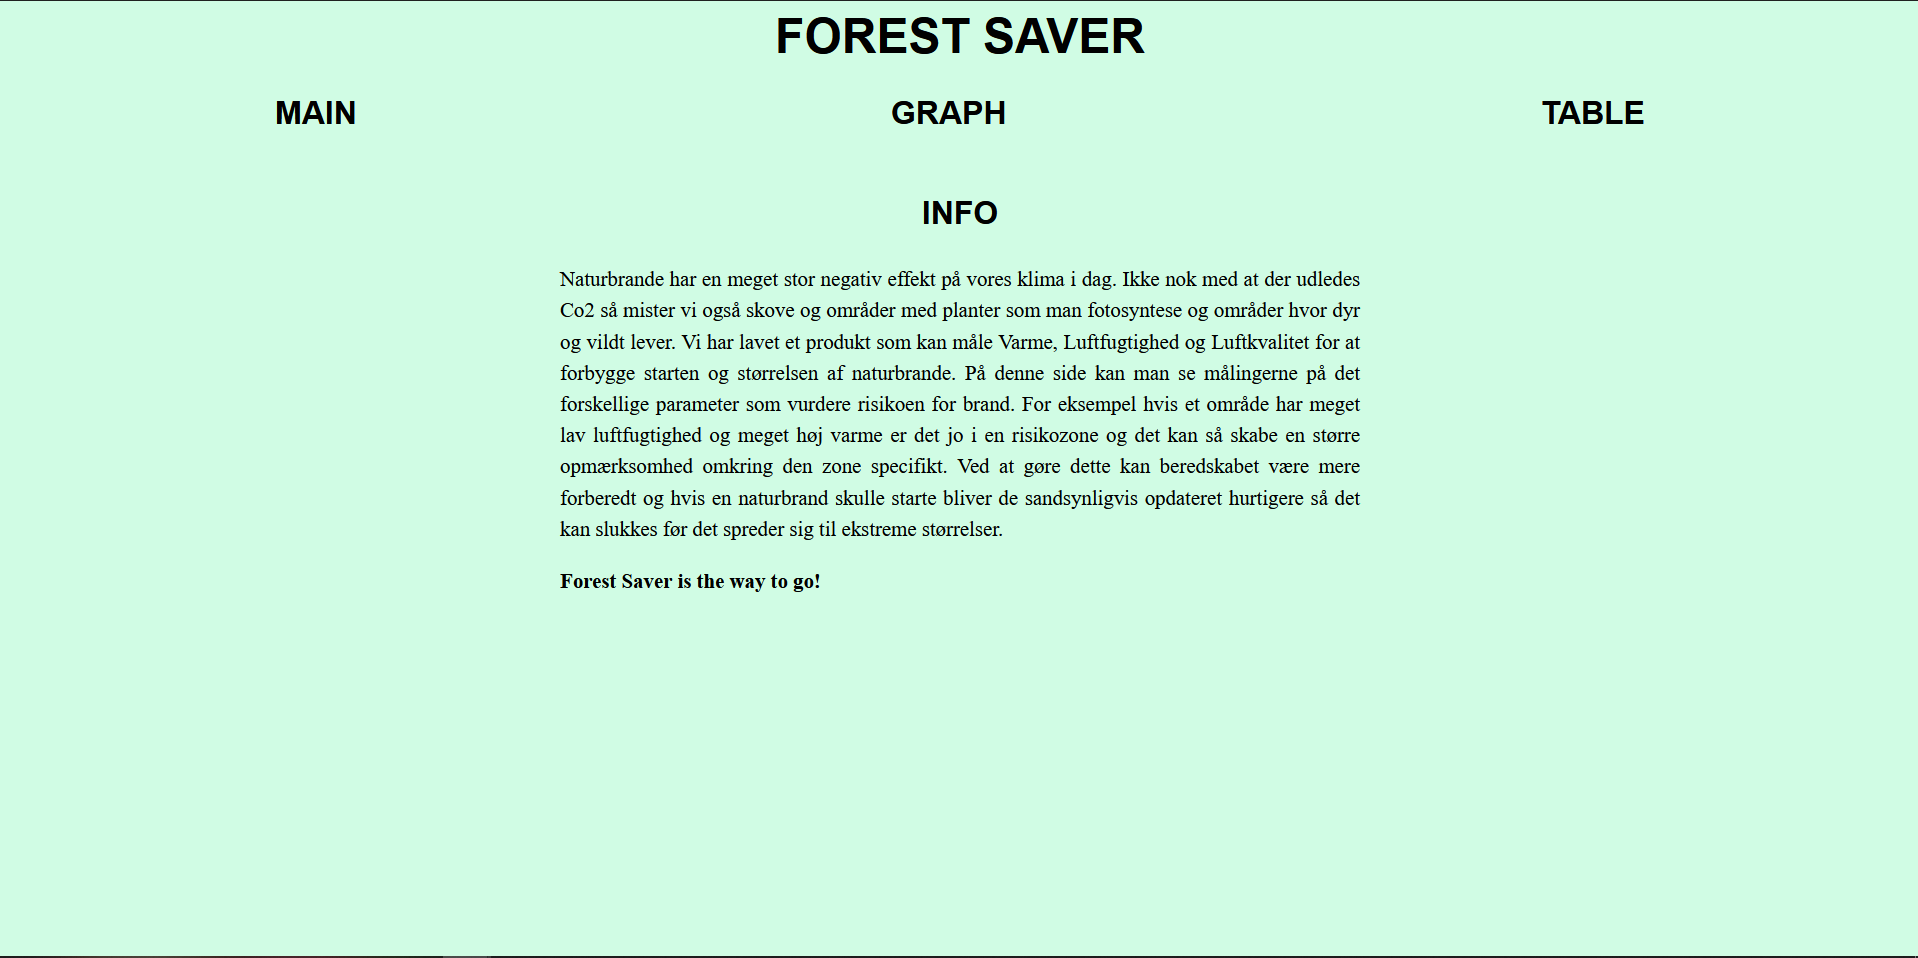 FOREST SAVER
MAIN GRAPH TABLE
INFO
Naturbrande har en meget stor negativ effekt på vores klima i dag. Ikke nok med at der udledes
Co2 så mister vi også skove og områder med planter som man fotosyntese og områder hvor dyr
og vildt lever. Vi har lavet et produkt som kan måle Varme, Luftfugtighed og Luftkvalitet for at
forbygge starten og størrelsen af naturbrande. På denne side kan man se målingerne på det
forskellige parameter som vurdere risikoen for brand. For eksempel hvis et område har meget
lav luftfugtighed og meget høj varme er det jo i en risikozone og det kan så skabe en større
opmærksomhed omkring den zone specifikt. Ved at gøre dette kan beredskabet være mere
forberedt og hvis en naturbrand skulle starte bliver de sandsynligvis opdateret hurtigere så det
kan slukkes før det spreder sig til ekstreme størrelser.
Forest Saver is the way to go!